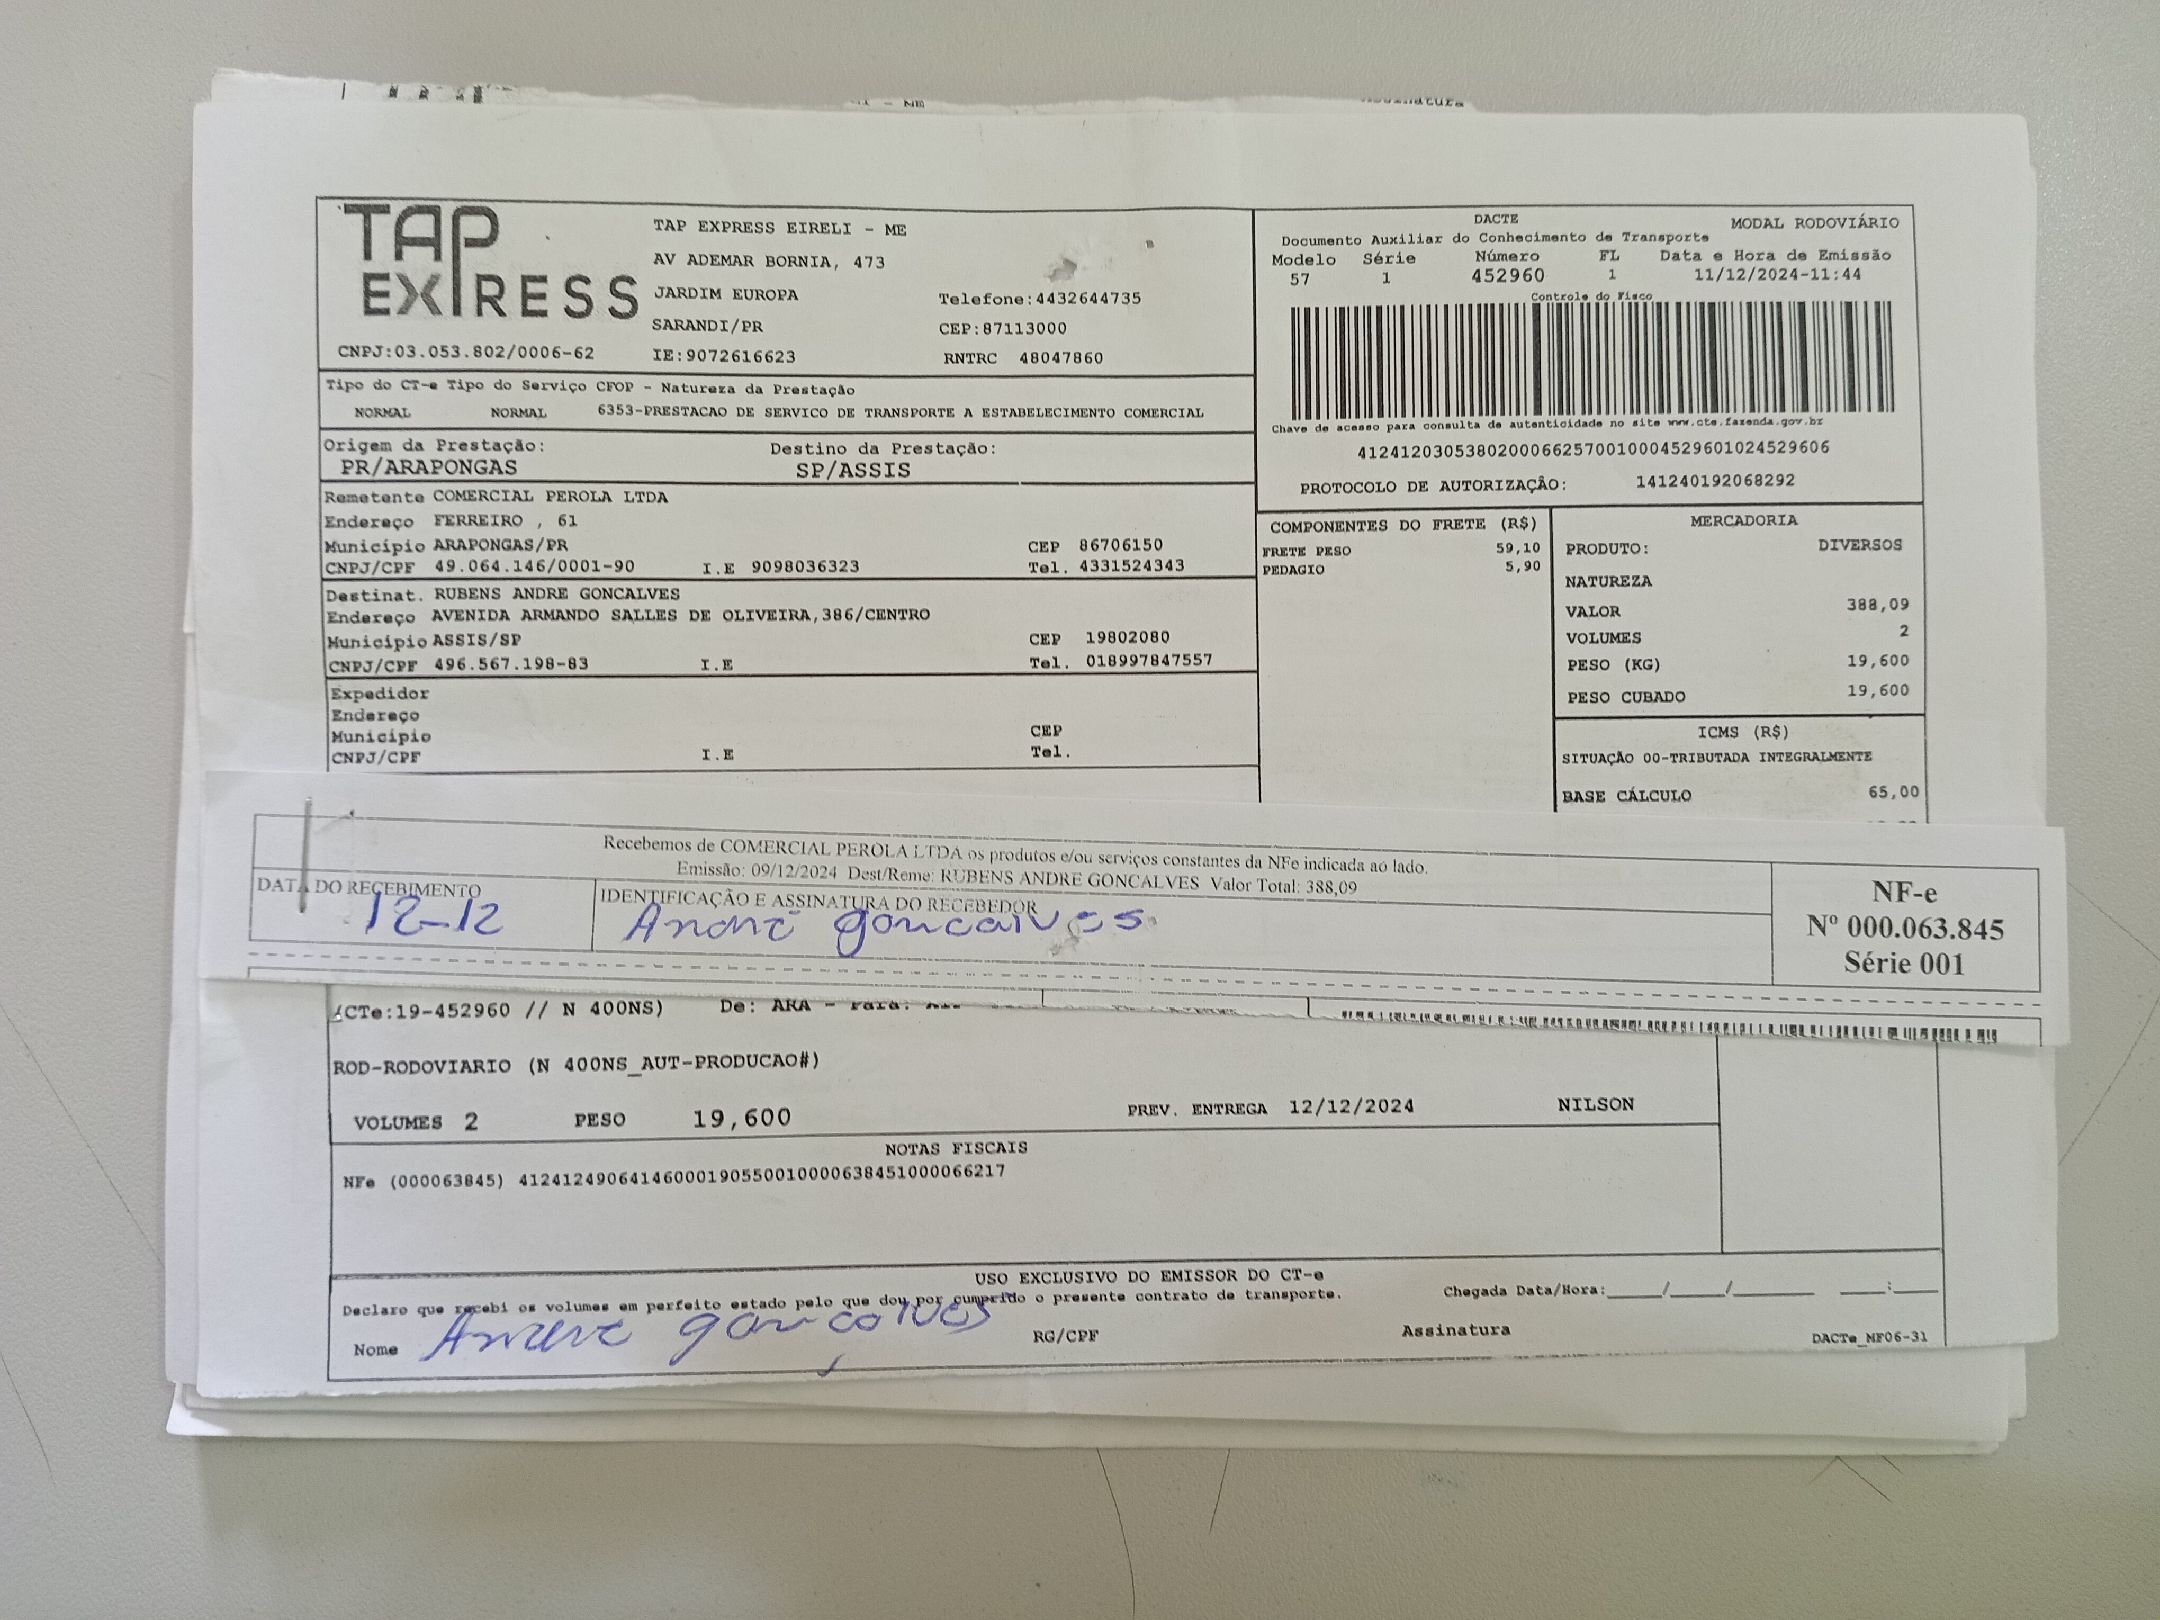 TAP EXPRESS
TAP EXPRESS EIRELI - ME
AV ADEMAR BORNIA, 473
JARDIM EUROPA Telefone:4432644735
SARANDI/PR CEP:87113000
CNPJ:03.053.802/0006-62 IE:9072616623 RNTRC 48047860
DACTE MODAL RODOVIÁRIO
Documento Auxiliar do Conhecimento de Transporte
Modelo Série Número FL Data e Hora de Emissão
57 1 452960 1 11/12/2024-11:44
Controle do Fisco
Chave de acesso para consulta de autenticidade no site www.cte.fazenda.gov.br
41241203053802000662570010004529601024529606
PROTOCOLO DE AUTORIZAÇÃO: 141240192068292
Tipo do CT-e Tipo do Serviço CFOP - Natureza da Prestação
NORMAL NORMAL 6353-PRESTACAO DE SERVICO DE TRANSPORTE A ESTABELECIMENTO COMERCIAL
Origem da Prestação: Destino da Prestação:
PR/ARAPONGAS SP/ASSIS
Remetente COMERCIAL PEROLA LTDA
Endereço FERREIRO , 61
Município ARAPONGAS/PR CEP 86706150
CNPJ/CPF 49.064.146/0001-90 I.E 9098036323 Tel. 4331524343
Destinat. RUBENS ANDRE GONCALVES
Endereço AVENIDA ARMANDO SALLES DE OLIVEIRA,386/CENTRO
Município ASSIS/SP CEP 19802080
CNPJ/CPF 496.567.198-83 I.E Tel. 018997847557
Expedidor
Endereço
Município CEP
CNPJ/CPF I.E Tel.
COMPONENTES DO FRETE (R$)
FRETE PESO 59,10
PEDAGIO 5,90
MERCADORIA
PRODUTO: DIVERSOS
NATUREZA
VALOR 388,09
VOLUMES 2
PESO (KG) 19,600
PESO CUBADO 19,600
ICMS (R$)
SITUAÇÃO 00-TRIBUTADA INTEGRALMENTE
BASE CÁLCULO 65,00
Recebemos de COMERCIAL PEROLA LTDA os produtos e/ou serviços constantes da NFe indicada ao lado.
Emissão: 09/12/2024 Dest/Reme: RUBENS ANDRE GONCALVES Valor Total: 388,09
DATA DO RECEBIMENTO IDENTIFICAÇÃO E ASSINATURA DO RECEBEDOR
12-12 André Goncalves
NF-e
Nº 000.063.845
Série 001
(CTe:19-452960 // N 400NS) De: ARA - Para:
ROD-RODOVIARIO (N 400NS_AUT-PRODUCAO#)
VOLUMES 2 PESO 19,600 PREV. ENTREGA 12/12/2024 NILSON
NOTAS FISCAIS
NFe (000063845) 41241249064146000190550010000638451000066217
USO EXCLUSIVO DO EMISSOR DO CT-e
Declaro que recebi os volumes em perfeito estado pelo que dou por cumprido o presente contrato de transporte. Chegada Data/Hora:____/____/______ ____:____
Nome André Gonçalves RG/CPF Assinatura DACTe_NF06-31